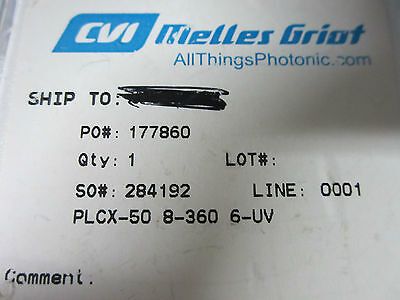 CVI Melles Griot
AllThingsPhotonic.com
SHIP TO:
PO#: 177860
Qty: 1 LOT#:
SO#: 284192 LINE: 0001
PLCX-50 8-360 6-UV
Comment.